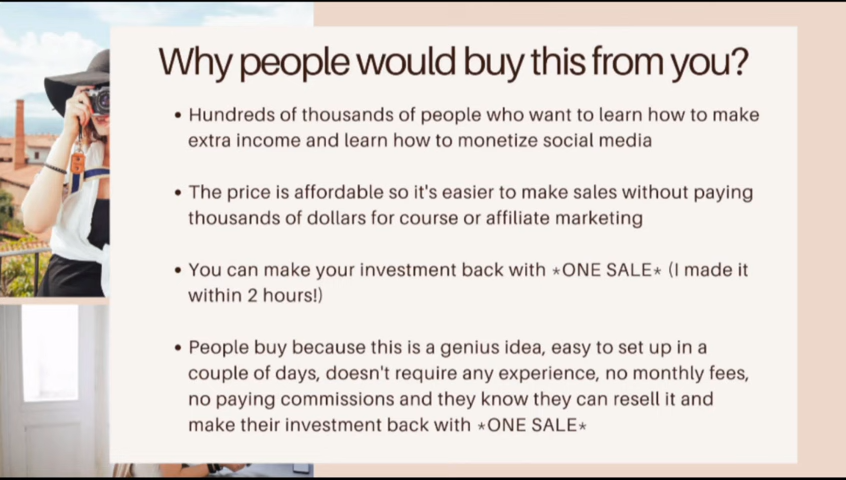 Why people would buy this from you?
• Hundreds of thousands of people who want to learn how to make
extra income and learn how to monetize social media
• The price is affordable so it's easier to make sales without paying
thousands of dollars for course or affiliate marketing
• You can make your investment back with *ONE SALE* (I made it
within 2 hours!)
• People buy because this is a genius idea, easy to set up in a
couple of days, doesn't require any experience, no monthly fees,
no paying commissions and they know they can resell it and
make their investment back with *ONE SALE*